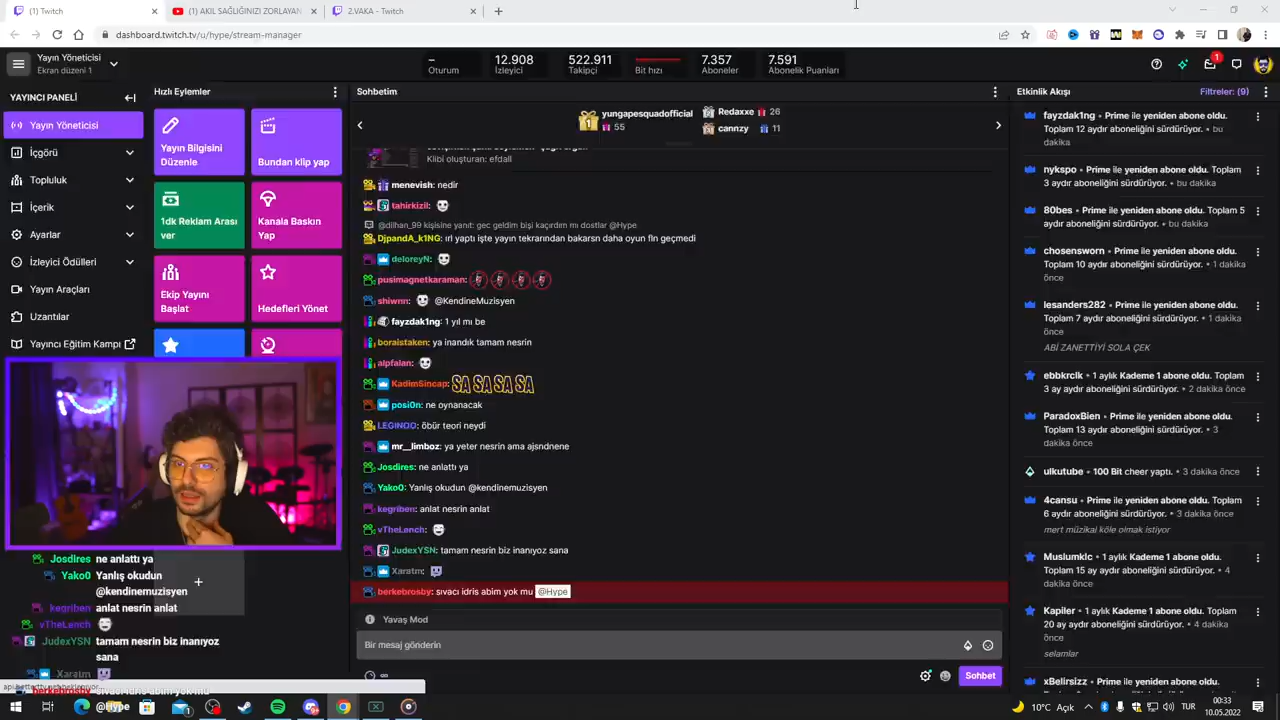 (1) Twitch
(1) AKIL SAĞLIĞINIZI ZORLAYAN
2.VAKA - Twitch
dashboard.twitch.tv/u/hype/stream-manager
Yayın Yöneticisi
Ekran düzeni 1
–
Oturum
12.908
İzleyici
522.911
Takipçi
Bit hızı
7.357
Aboneler
7.591
Abonelik Puanları
1
YAYINCI PANELİ
Yayın Yöneticisi
İçgörü
Topluluk
İçerik
Ayarlar
İzleyici Ödülleri
Yayın Araçları
Uzantılar
Yayıncı Eğitim Kampı
Hızlı Eylemler
Yayın Bilgisini
Düzenle
Bundan klip yap
1dk Reklam Arası
ver
Kanala Baskın
Yap
Ekip Yayını
Başlat
Hedefleri Yönet
Josdires ne anlattı ya
Yako0 Yanlış okudun
@kendinemuzisyen
kegriben anlat nesrin anlat
vTheLench
JudexYSN tamam nesrin biz inanıyoz
sana
Xaratm
berkebrosby sıvacı idris abim yok mu
@Hype
Sohbetim
1
yungapesquadofficial
55
Redaxxe 26
cannzy 11
Klibi oluşturan: efdall
menevish: nedir
tahirkizil:
@dilhan_99 kişisine yanıt: gec geldim bişi kaçırdım mı dostlar @Hype
DjpandA_k1NG: ırl yaptı işte yayın tekrarından bakarsn daha oyun fln geçmedi
deloreyN:
pusimagnetkaraman:
shiwnn: @KendineMuzisyen
fayzdak1ng: 1 yıl mı be
boraistaken: ya inandık tamam nesrin
alpfalan:
KadimSincap: SA SA SA SA
posi0n: ne oynanacak
LEGINOO: öbür teori neydi
mr__limboz: ya yeter nesrin ama ajsndnene
Josdires: ne anlattı ya
Yako0: Yanlış okudun @kendinemuzisyen
kegriben: anlat nesrin anlat
vTheLench:
JudexYSN: tamam nesrin biz inanıyoz sana
Xaratm:
berkebrosby: sıvacı idris abim yok mu @Hype
Yavaş Mod
Bir mesaj gönderin
Sohbet
Etkinlik Akışı
Filtreler: (9)
fayzdak1ng • Prime ile yeniden abone oldu.
Toplam 12 aydır aboneliğini sürdürüyor. • bu
dakika
nykspo • Prime ile yeniden abone oldu. Toplam
3 aydır aboneliğini sürdürüyor. • bu dakika
80bes • Prime ile yeniden abone oldu. Toplam 5
aydır aboneliğini sürdürüyor. • bu dakika
chosensworn • Prime ile yeniden abone oldu.
Toplam 10 aydır aboneliğini sürdürüyor. • 1 dakika
önce
lesanders282 • Prime ile yeniden abone oldu.
Toplam 7 aydır aboneliğini sürdürüyor. • 1 dakika
önce
ABİ ZANETTİYİ SOLA ÇEK
ebbkrclk • 1 aylık Kademe 1 abone oldu. Toplam
3 ay aydır aboneliğini sürdürüyor. • 2 dakika önce
ParadoxBien • Prime ile yeniden abone oldu.
Toplam 13 aydır aboneliğini sürdürüyor. • 3
dakika önce
ulkutube • 100 Bit cheer yaptı. • 3 dakika önce
4cansu • Prime ile yeniden abone oldu. Toplam
6 aydır aboneliğini sürdürüyor. • 3 dakika önce
mert müzikal köle olmak istiyor
Muslumklc • 1 aylık Kademe 1 abone oldu.
Toplam 15 ay aydır aboneliğini sürdürüyor. • 4
dakika önce
Kapiler • 1 aylık Kademe 1 abone oldu. Toplam
20 ay aydır aboneliğini sürdürüyor. • 4 dakika
önce
selamlar
xBelirsizz • Prime ile yeniden abone oldu.
10°C Açık
TUR
00:33
10.05.2022